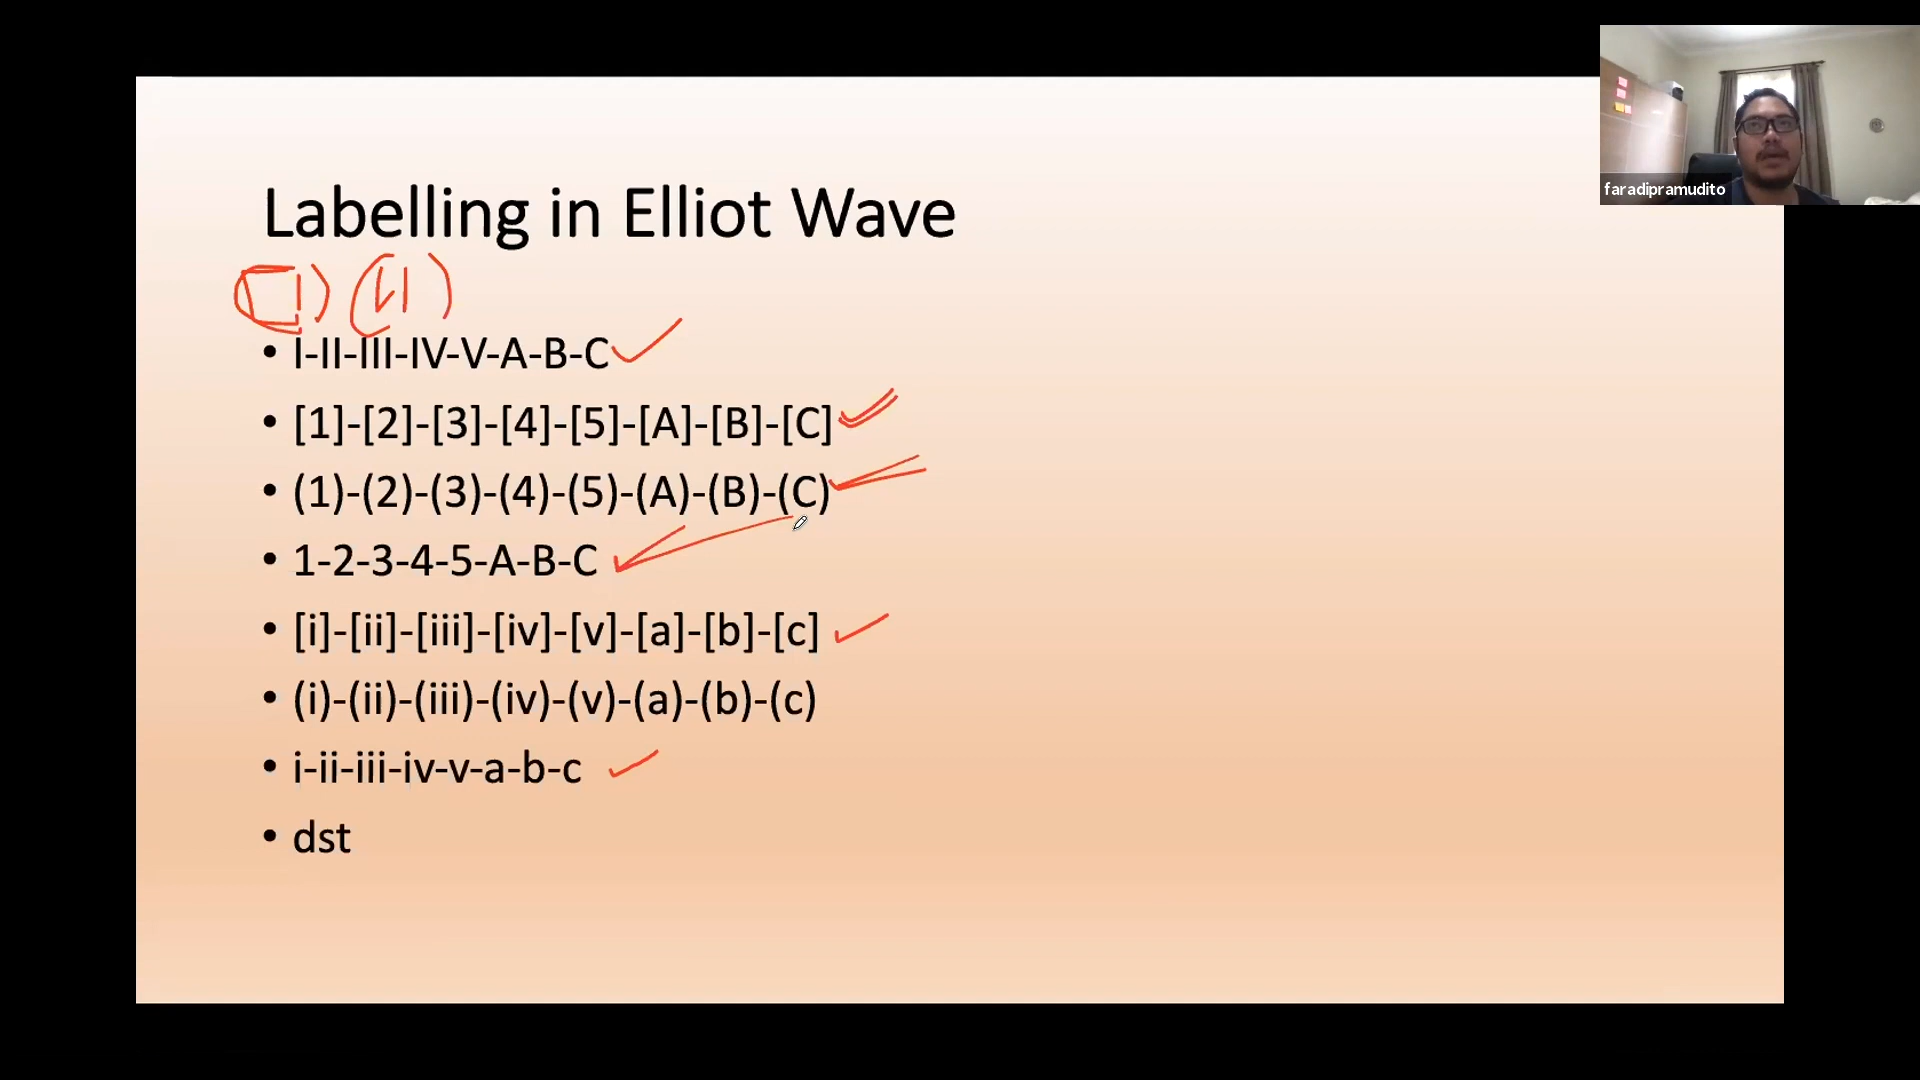 faradipramudito
Labelling in Elliot Wave
• I-II-III-IV-V-A-B-C
• [1]-[2]-[3]-[4]-[5]-[A]-[B]-[C]
• (1)-(2)-(3)-(4)-(5)-(A)-(B)-(C)
• 1-2-3-4-5-A-B-C
• [i]-[ii]-[iii]-[iv]-[v]-[a]-[b]-[c]
• (i)-(ii)-(iii)-(iv)-(v)-(a)-(b)-(c)
• i-ii-iii-iv-v-a-b-c
• dst